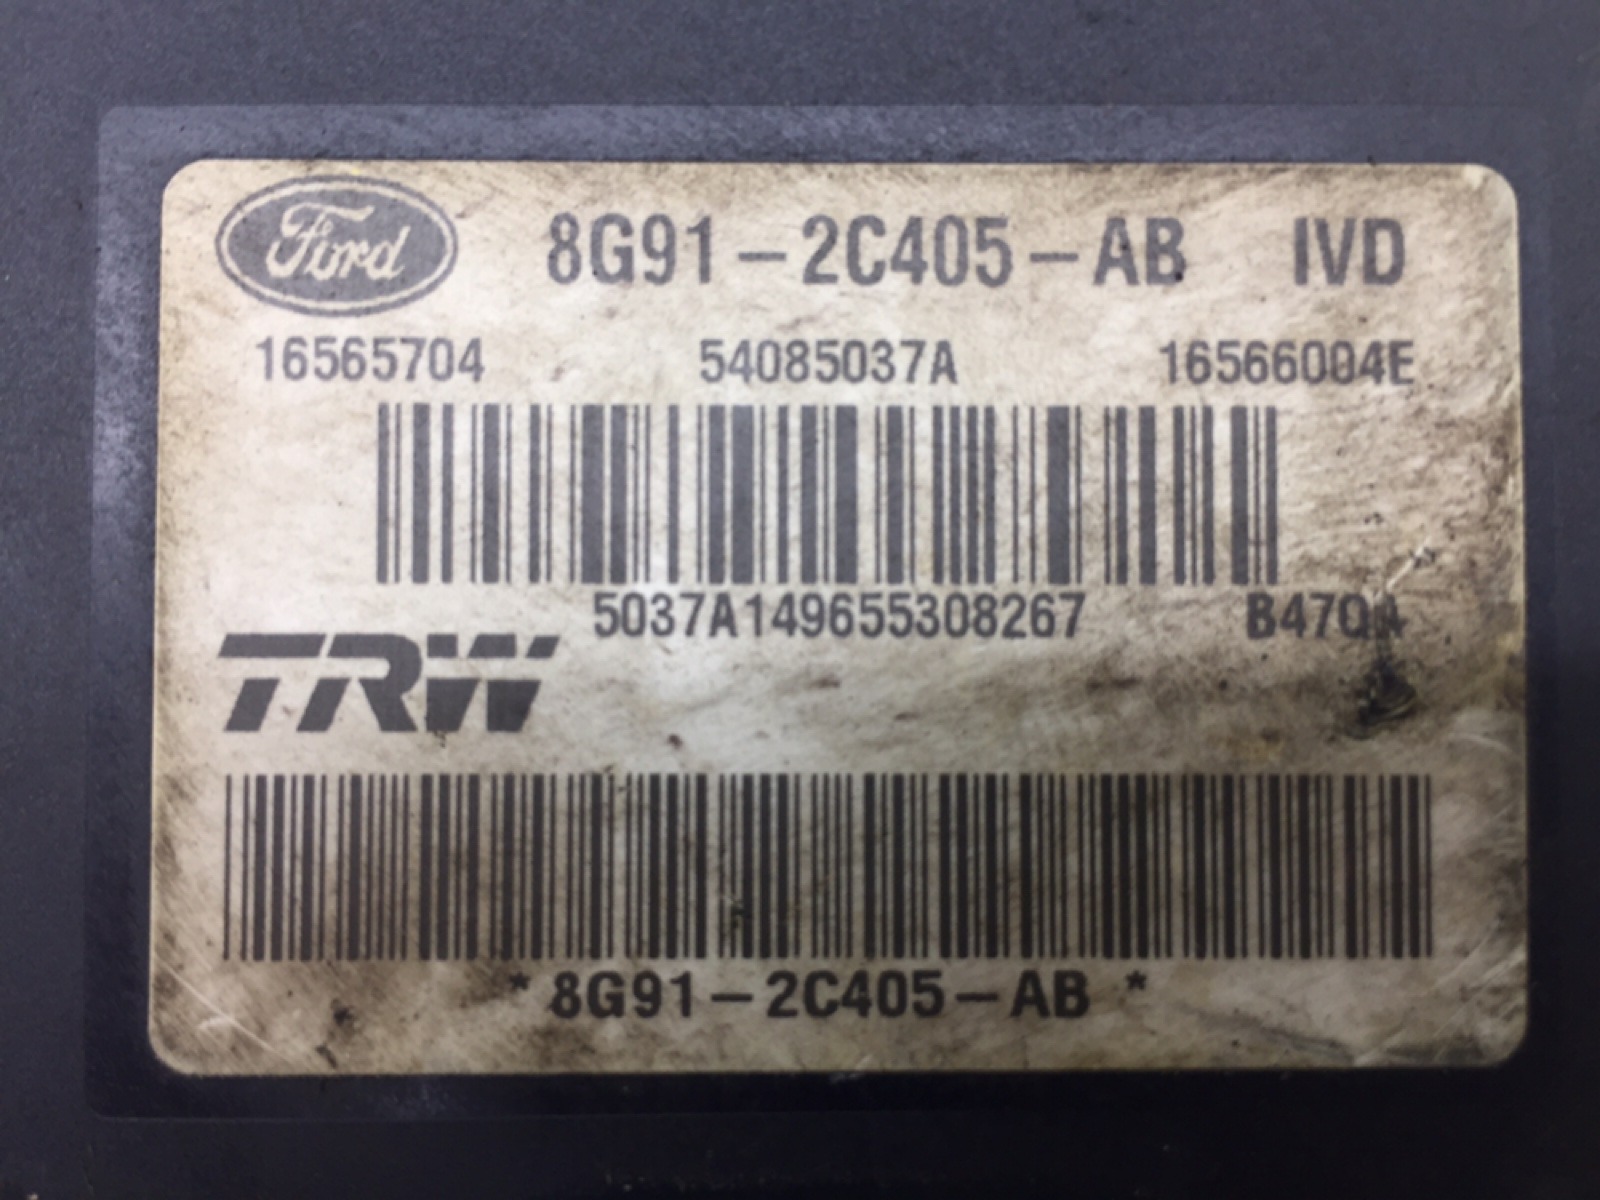 Ford 8G91-2C405-AB IVD
16565704 54085037A 16566004E
5037A149655308267 B47QA
TRW
* 8G91-2C405-AB *